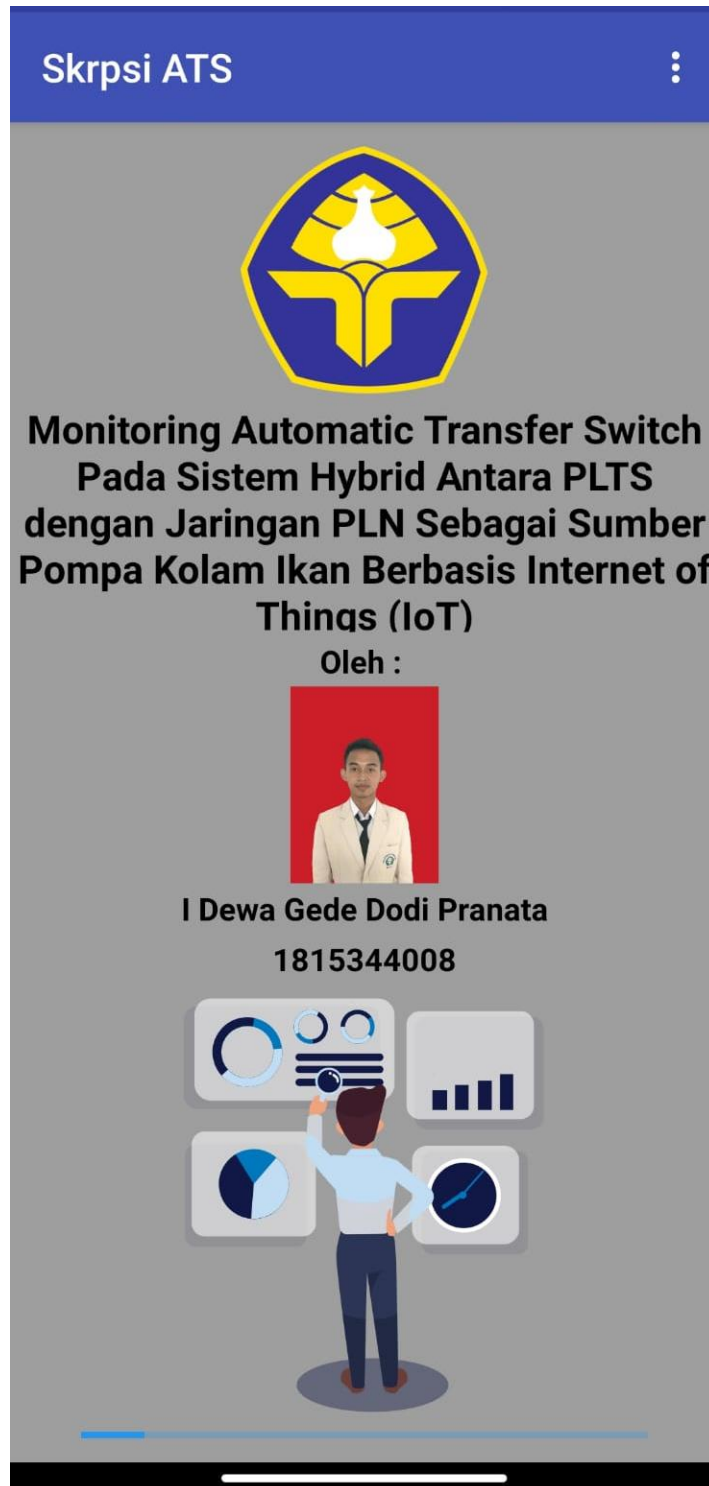 Skrpsi ATS
Monitoring Automatic Transfer Switch
Pada Sistem Hybrid Antara PLTS
dengan Jaringan PLN Sebagai Sumber
Pompa Kolam Ikan Berbasis Internet of
Things (IoT)
Oleh :
I Dewa Gede Dodi Pranata
1815344008